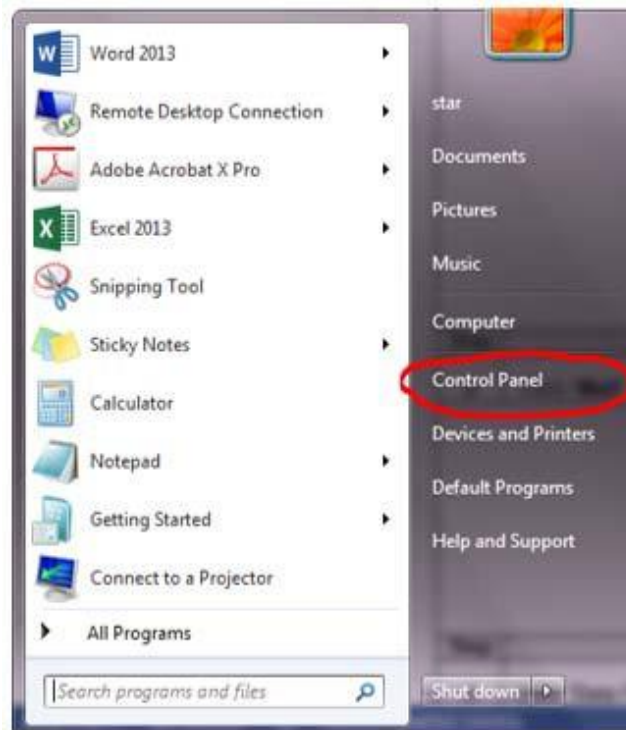 Word 2013
Remote Desktop Connection
Adobe Acrobat X Pro
Excel 2013
Snipping Tool
Sticky Notes
Calculator
Notepad
Getting Started
Connect to a Projector
All Programs
Search programs and files
star
Documents
Pictures
Music
Computer
Control Panel
Devices and Printers
Default Programs
Help and Support
Shut down